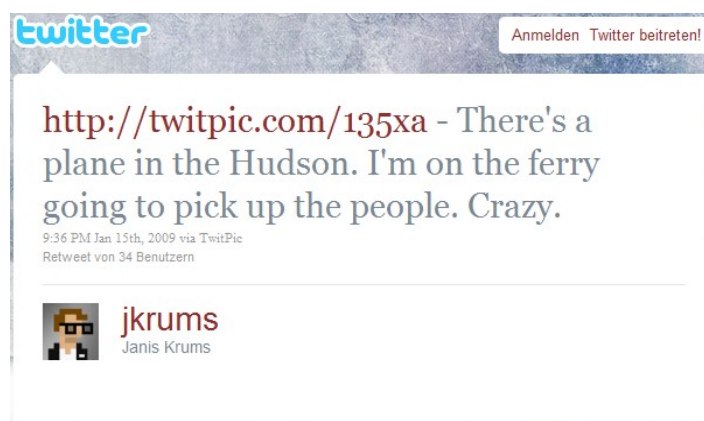 twitter
Anmelden Twitter beitreten!
http://twitpic.com/135xa - There's a
plane in the Hudson. I'm on the ferry
going to pick up the people. Crazy.
9:36 PM Jan 15th, 2009 via TwitPic
Retweet von 34 Benutzern
jkrums
Janis Krums